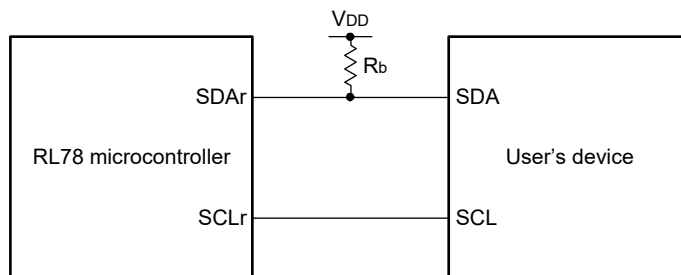 VDD
Rb
SDAr
SDA
RL78 microcontroller
User's device
SCLr
SCL